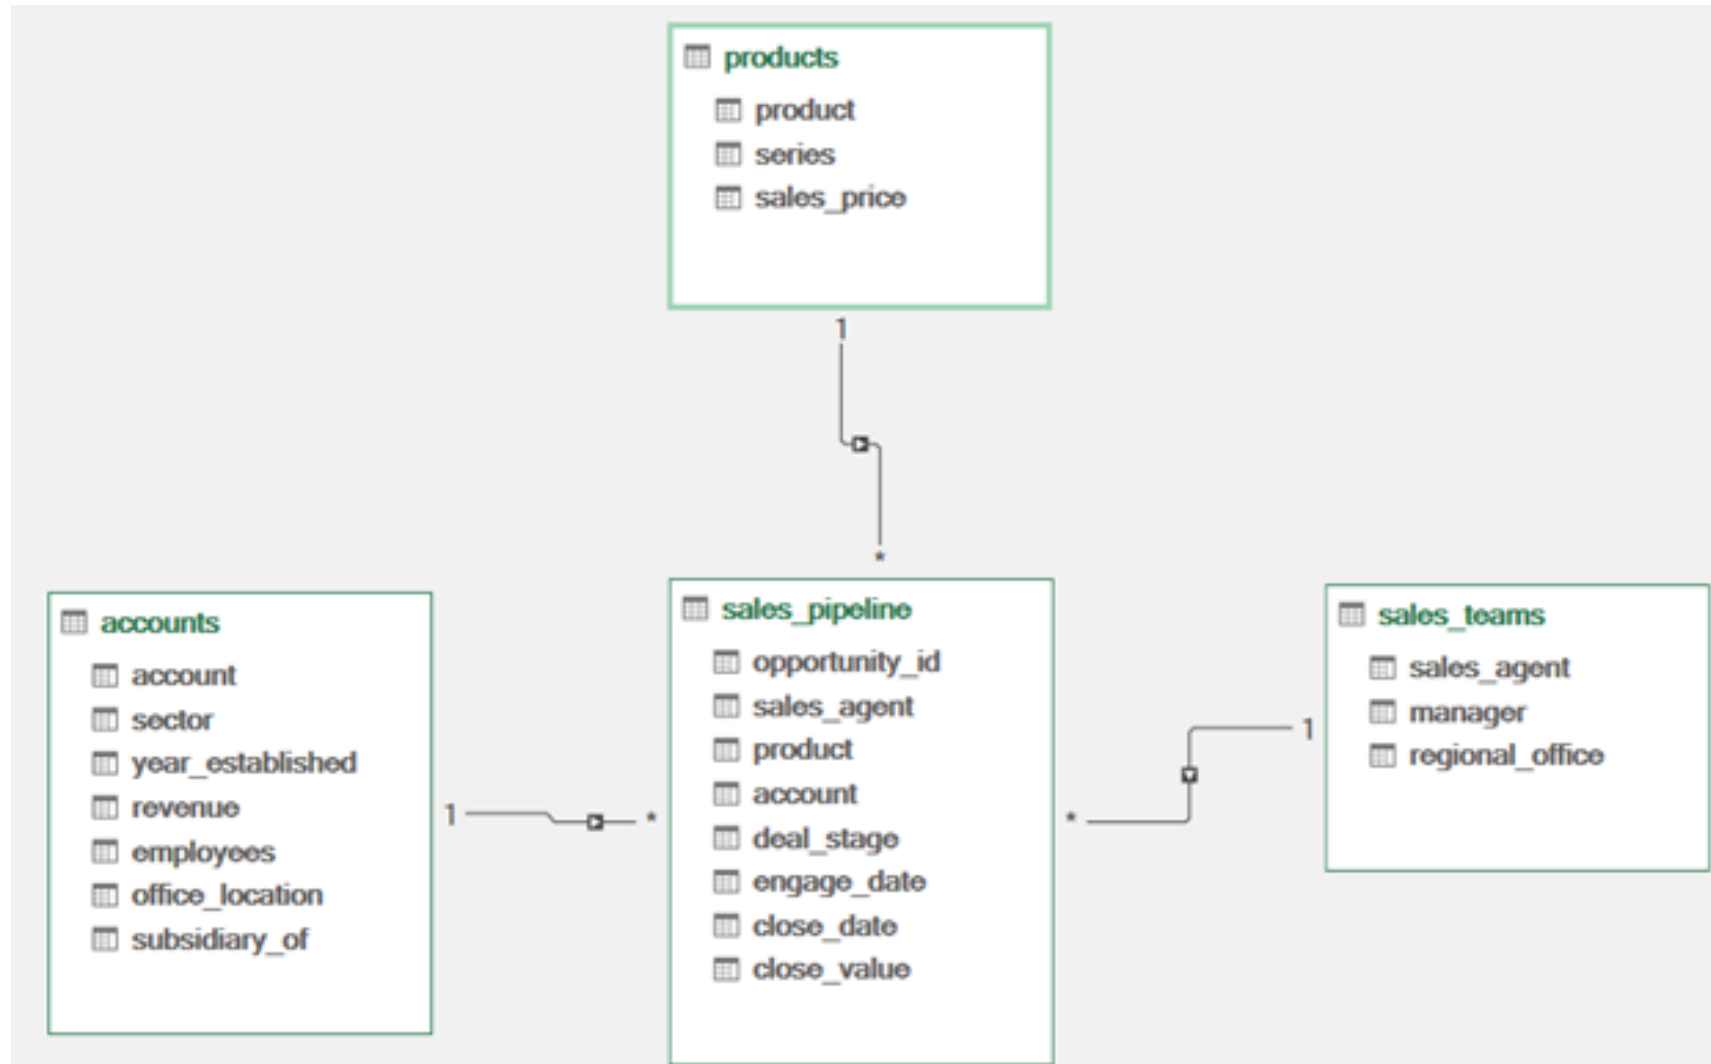 products
product
series
sales_price
1
*
accounts
account
sector
year_established
revenue
employees
office_location
subsidiary_of
1
*
sales_pipeline
opportunity_id
sales_agent
product
account
deal_stage
engage_date
close_date
close_value
*
1
sales_teams
sales_agent
manager
regional_office